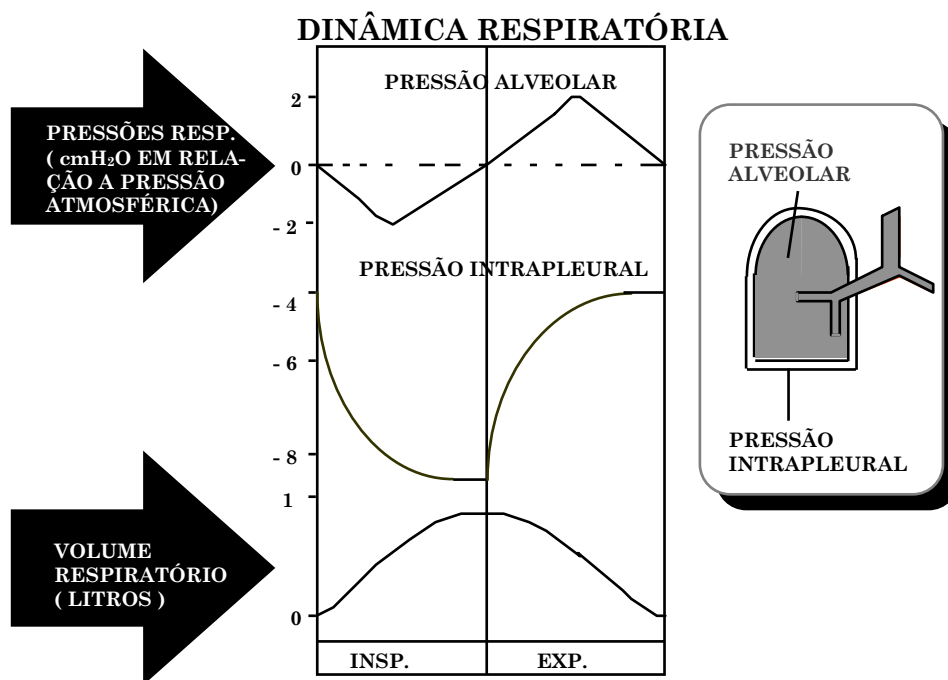 DINÂMICA RESPIRATÓRIA
PRESSÃO ALVEOLAR
PRESSÕES RESP.
( cmH₂O EM RELA-
ÇÃO A PRESSÃO
ATMOSFÉRICA)
2
0
- 2
PRESSÃO INTRAPLEURAL
- 4
- 6
- 8
1
VOLUME
RESPIRATÓRIO
( LITROS )
0
INSP.
EXP.
PRESSÃO
ALVEOLAR
PRESSÃO
INTRAPLEURAL